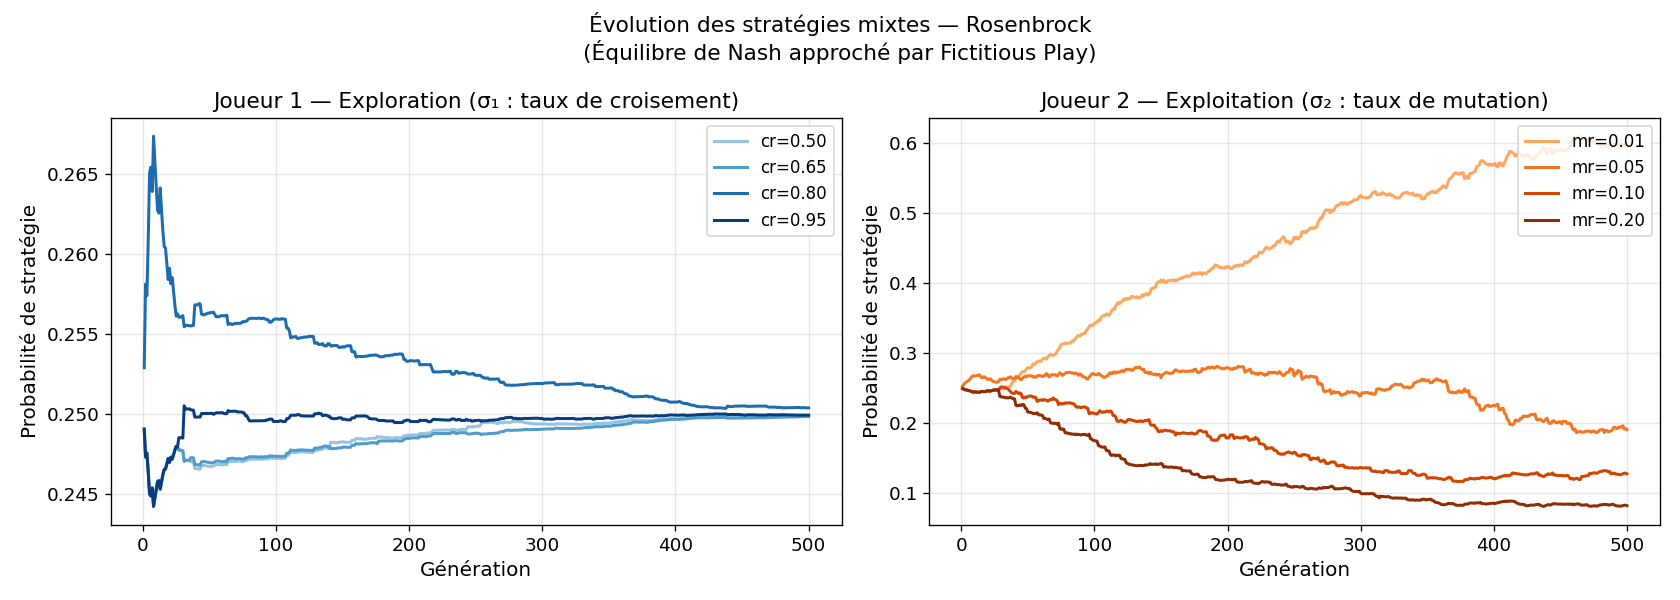 Évolution des stratégies mixtes — Rosenbrock
(Équilibre de Nash approché par Fictitious Play)
Joueur 1 — Exploration (σ₁ : taux de croisement)
Probabilité de stratégie
0.265
0.260
0.255
0.250
0.245
cr=0.50
cr=0.65
cr=0.80
cr=0.95
0 100 200 300 400 500
Génération
Joueur 2 — Exploitation (σ₂ : taux de mutation)
Probabilité de stratégie
0.6
0.5
0.4
0.3
0.2
0.1
mr=0.01
mr=0.05
mr=0.10
mr=0.20
0 100 200 300 400 500
Génération